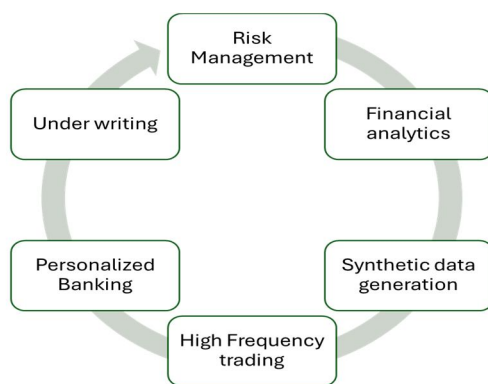 Risk
Management
Financial
analytics
Synthetic data
generation
High Frequency
trading
Personalized
Banking
Under writing